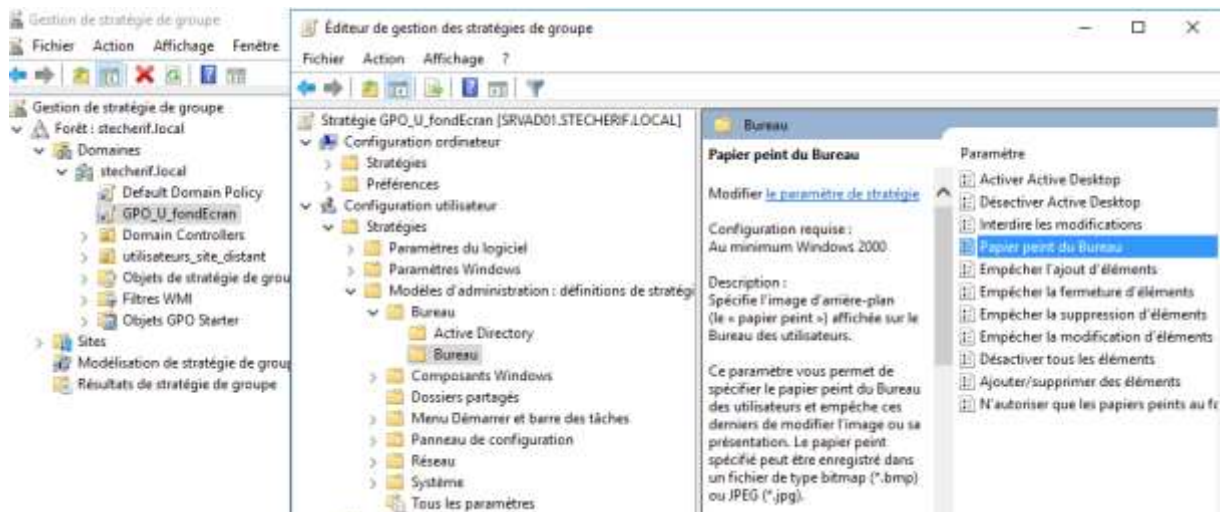 Gestion de stratégie de groupe
Fichier Action Affichage Fenêtre
Gestion de stratégie de groupe
Forêt : stecherif.local
Domaines
stecherif.local
Default Domain Policy
GPO_U_fondEcran
Domain Controllers
utilisateurs_site_distant
Objets de stratégie de grou
Filtres WMI
Objets GPO Starter
Sites
Modélisation de stratégie de group
Résultats de stratégie de groupe
Éditeur de gestion des stratégies de groupe
Fichier Action Affichage ?
Stratégie GPO_U_fondEcran [SRVAD01.STECHERIF.LOCAL]
Configuration ordinateur
Stratégies
Préférences
Configuration utilisateur
Stratégies
Paramètres du logiciel
Paramètres Windows
Modèles d'administration : définitions de stratégi
Bureau
Active Directory
Bureau
Composants Windows
Dossiers partagés
Menu Démarrer et barre des tâches
Panneau de configuration
Réseau
Système
Tous les paramètres
Bureau
Papier peint du Bureau
Modifier le paramètre de stratégie
Configuration requise :
Au minimum Windows 2000
Description :
Spécifie l'image d'arrière-plan
(le « papier peint ») affichée sur le
Bureau des utilisateurs.
Ce paramètre vous permet de
spécifier le papier peint du Bureau
des utilisateurs et empêche ces
derniers de modifier l'image ou sa
présentation. Le papier peint
spécifié peut être enregistré dans
un fichier de type bitmap (*.bmp)
ou JPEG (*.jpg).
Paramètre
Activer Active Desktop
Désectiver Active Desktop
Interdire les modifications
Papier peint du Bureau
Empêcher l'ajout d'éléments
Empêcher la fermeture d'éléments
Empêcher la suppression d'éléments
Empêcher la modification d'éléments
Désactiver tous les éléments
Ajouter/supprimer des éléments
N'autoriser que les papiers peints au fo